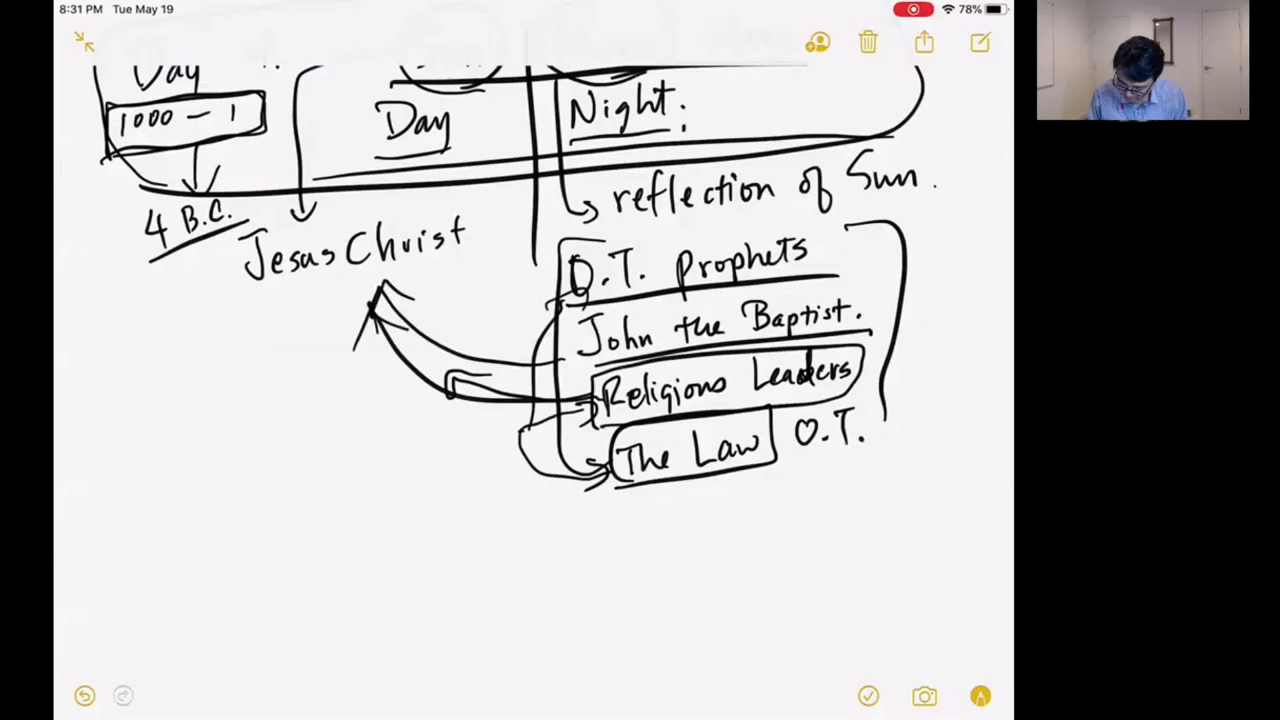 8:31 PM Tue May 19
78%
Day
1000 – 1
Day
Night:
reflection of Sun.
4 B.C.
Jesus Christ
O.T. Prophets
John the Baptist.
Religious Leaders
The Law O.T.